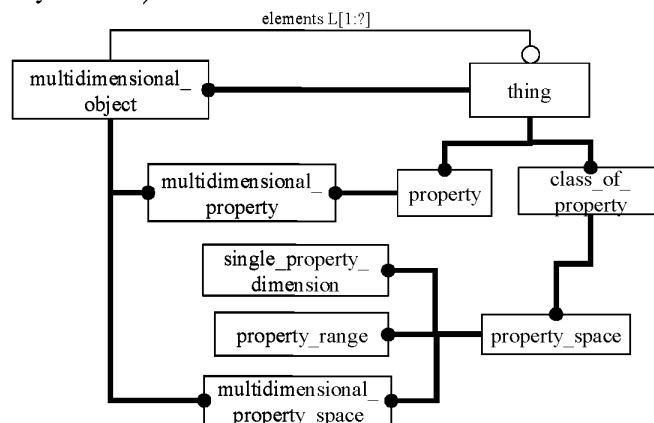 elements L[1:?]
multidimensional_
object
thing
multidimensional_
property
property
class_of_
property
single_property_
dimension
property_range
property_space
multidimensional_
property_space